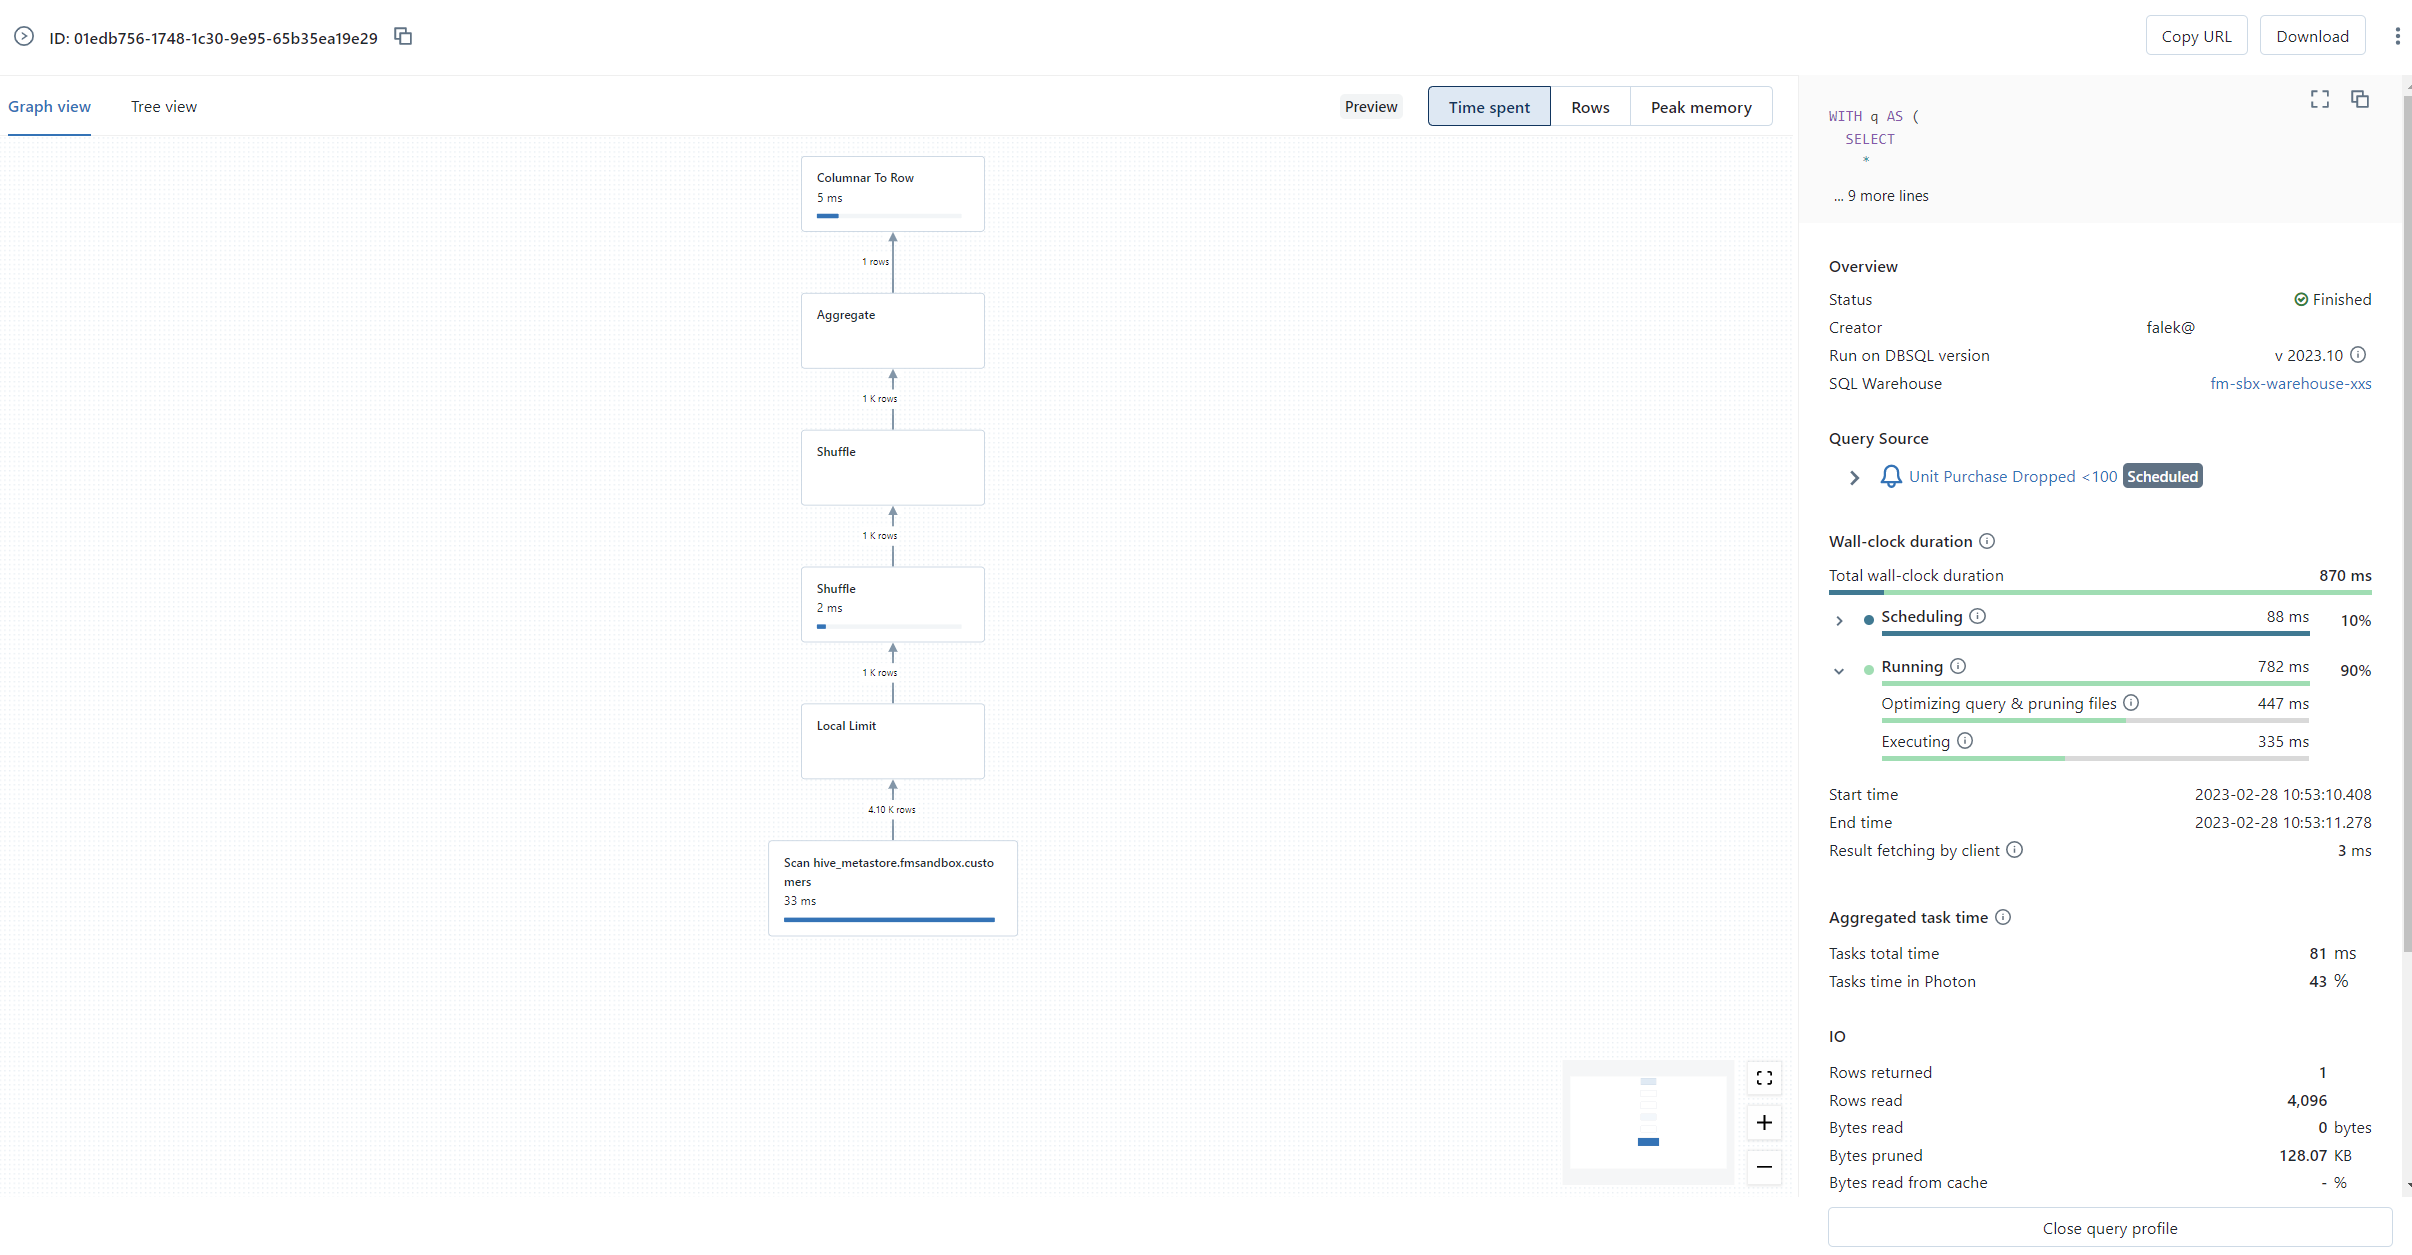 ID: 01edb756-1748-1c30-9e95-65b35ea19e29
Copy URL
Download
Graph view
Tree view
Preview
Time spent
Rows
Peak memory
Columnar To Row
5 ms
1 rows
Aggregate
1 K rows
Shuffle
1 K rows
Shuffle
2 ms
1 K rows
Local Limit
4.10 K rows
Scan hive_metastore.fmsandbox.custo
mers
33 ms
WITH q AS (
SELECT
*
... 9 more lines
Overview
Status Finished
Creator falek@
Run on DBSQL version v 2023.10
SQL Warehouse fm-sbx-warehouse-xxs
Query Source
Unit Purchase Dropped <100 Scheduled
Wall-clock duration
Total wall-clock duration 870 ms
Scheduling 88 ms 10%
Running 782 ms 90%
Optimizing query & pruning files 447 ms
Executing 335 ms
Start time 2023-02-28 10:53:10.408
End time 2023-02-28 10:53:11.278
Result fetching by client 3 ms
Aggregated task time
Tasks total time 81 ms
Tasks time in Photon 43 %
IO
Rows returned 1
Rows read 4,096
Bytes read 0 bytes
Bytes pruned 128.07 KB
Bytes read from cache - %
Close query profile